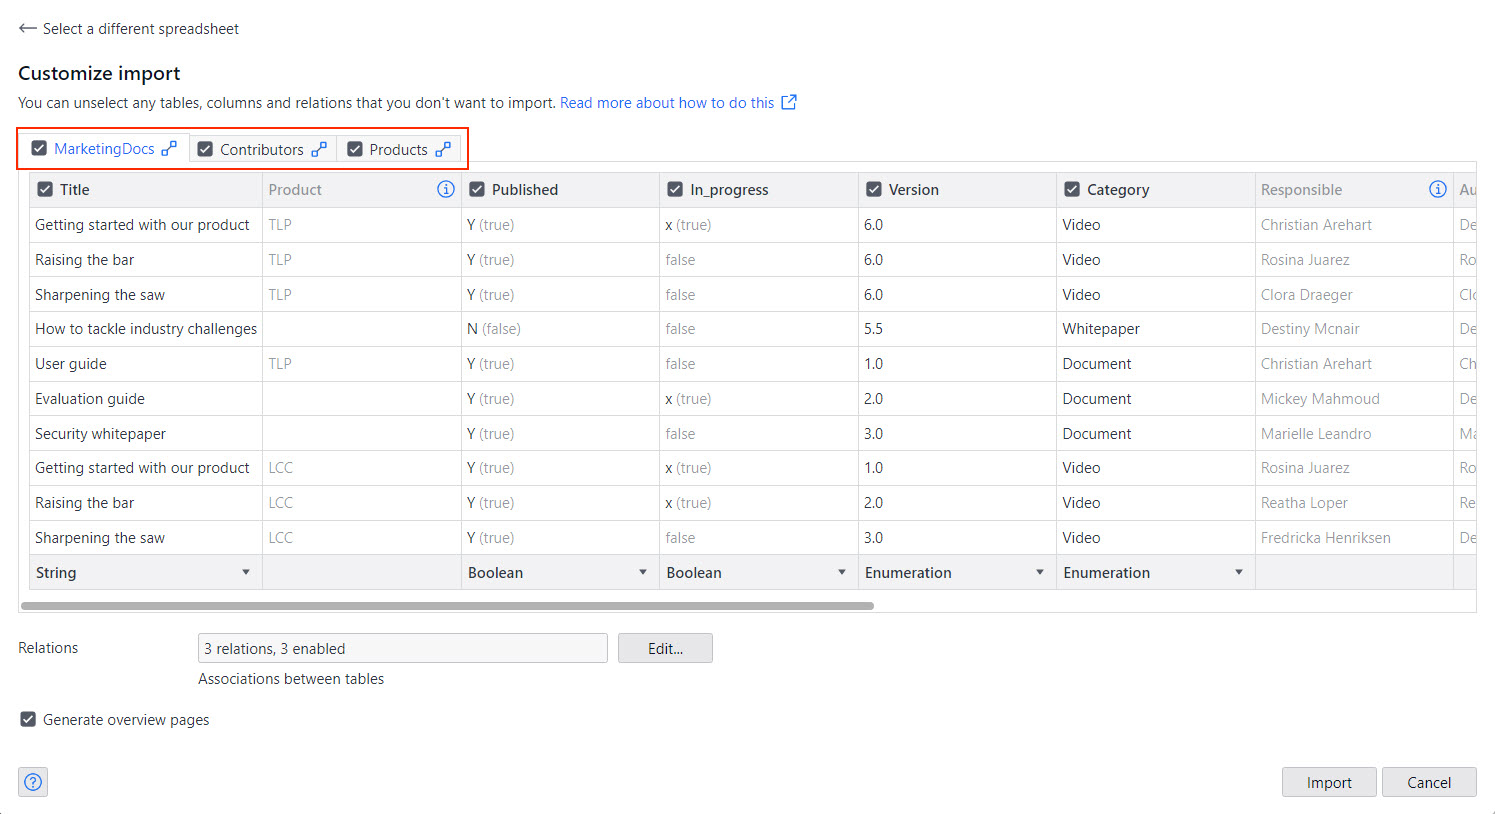 Select a different spreadsheet
Customize import
You can unselect any tables, columns and relations that you don't want to import. Read more about how to do this
MarketingDocs Contributors Products
Title Product Published In_progress Version Category Responsible Au
Getting started with our product TLP Y (true) x (true) 6.0 Video Christian Arehart De
Raising the bar TLP Y (true) false 6.0 Video Rosina Juarez Ro
Sharpening the saw TLP Y (true) false 6.0 Video Clora Draeger Clo
How to tackle industry challenges N (false) false 5.5 Whitepaper Destiny Mcnair De
User guide TLP Y (true) false 1.0 Document Christian Arehart Ch
Evaluation guide Y (true) x (true) 2.0 Document Mickey Mahmoud De
Security whitepaper Y (true) false 3.0 Document Marielle Leandro Ma
Getting started with our product LCC Y (true) x (true) 1.0 Video Rosina Juarez Ro
Raising the bar LCC Y (true) x (true) 2.0 Video Reatha Loper Re
Sharpening the saw LCC Y (true) false 3.0 Video Fredricka Henriksen De
String Boolean Boolean Enumeration Enumeration
Relations 3 relations, 3 enabled Edit...
Associations between tables
Generate overview pages
Import Cancel